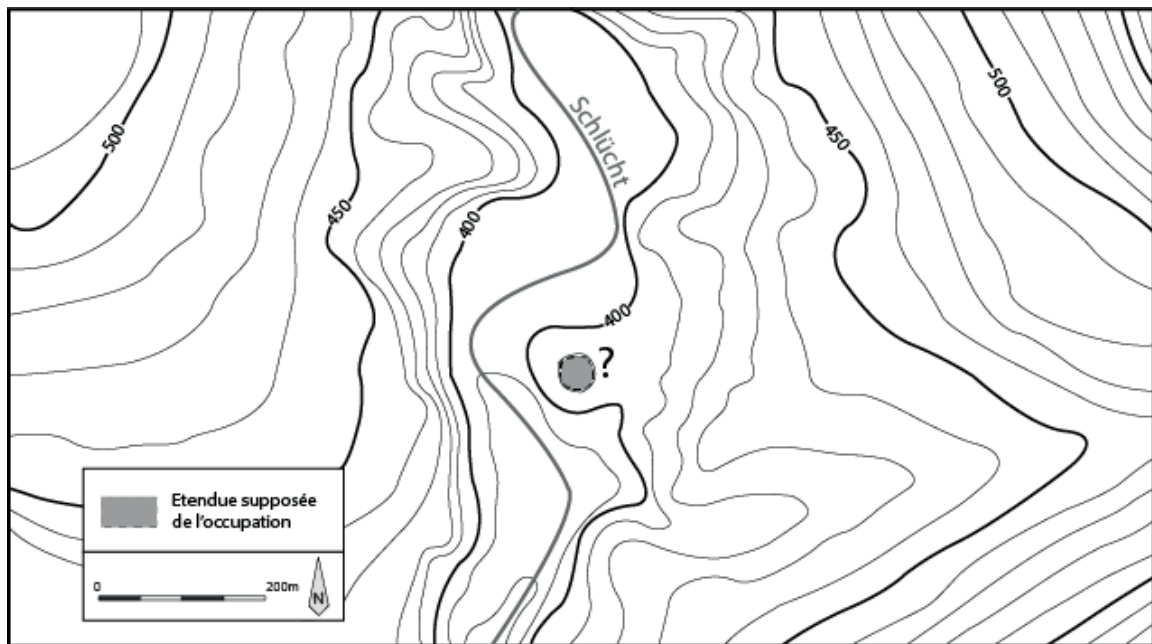 500
450
400
Schlücht
400
?
450
500
Etendue supposée
de l'occupation
0 200m
N